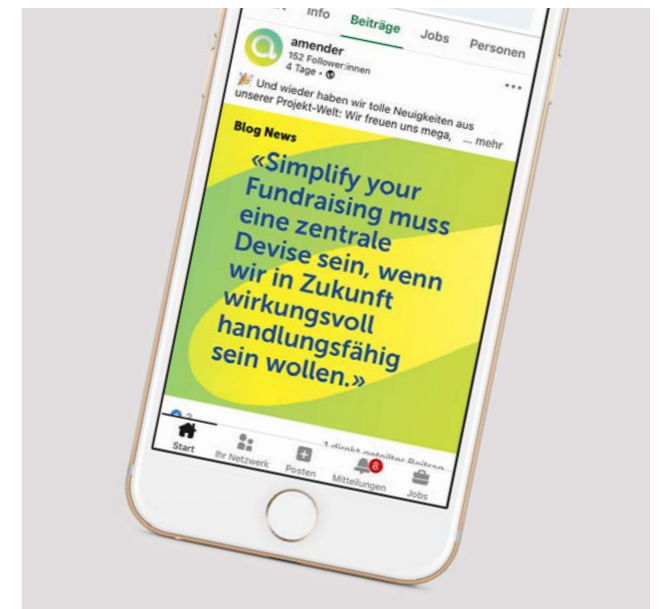 Info Beiträge Jobs Personen
amender
152 Follower:innen
4 Tage •
🎉 Und wieder haben wir tolle Neuigkeiten aus
unserer Projekt-Welt: Wir freuen uns mega, ... mehr
Blog News
«Simplify your
Fundraising muss
eine zentrale
Devise sein, wenn
wir in Zukunft
wirkungsvoll
handlungsfähig
sein wollen.»
1 direkt geteilter Beitrag
8
Start Ihr Netzwerk Posten Mitteilungen Jobs